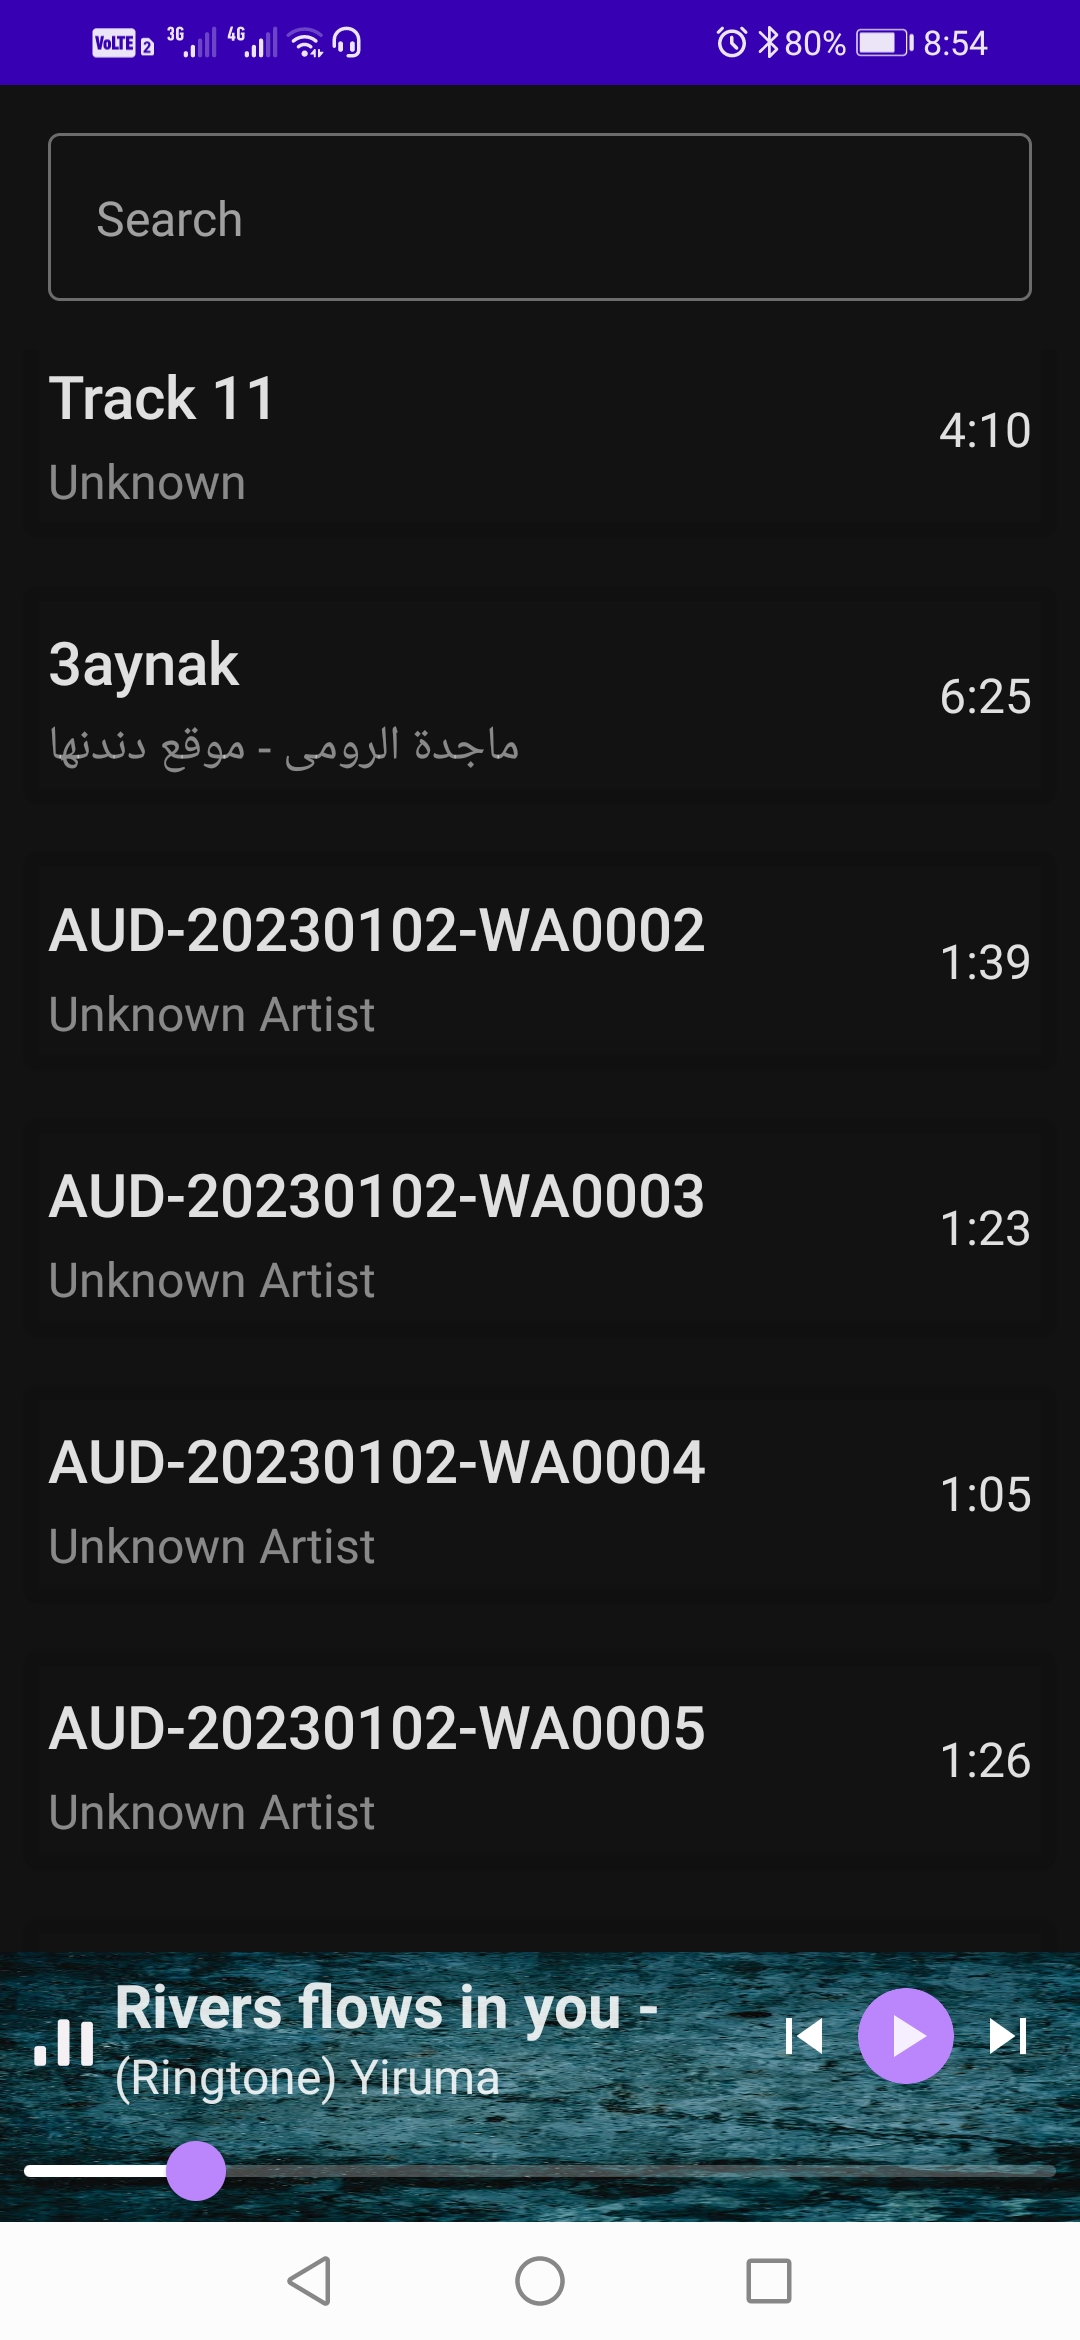 VoLTE 2 3G 4G 80% 8:54
Search
Track 11
4:10
Unknown
3aynak
6:25
ماجدة الرومى - موقع دندنها
AUD-20230102-WA0002
1:39
Unknown Artist
AUD-20230102-WA0003
1:23
Unknown Artist
AUD-20230102-WA0004
1:05
Unknown Artist
AUD-20230102-WA0005
1:26
Unknown Artist
Rivers flows in you -
(Ringtone) Yiruma